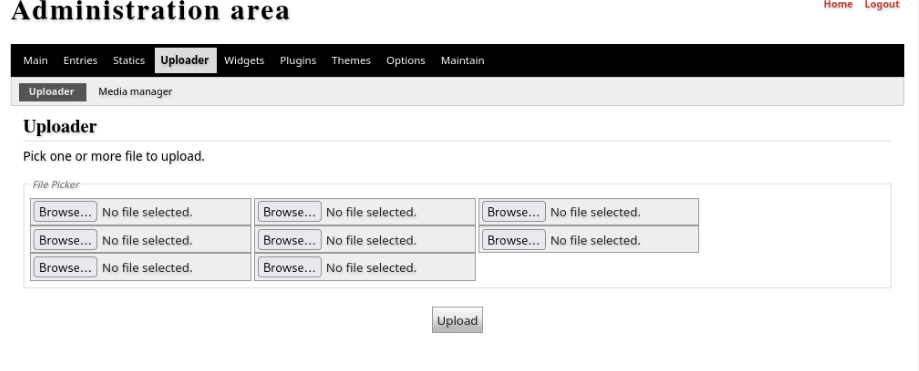 Administration area
Home Logout
Main Entries Statics Uploader Widgets Plugins Themes Options Maintain
Uploader Media manager
Uploader
Pick one or more file to upload.
File Picker
Browse... No file selected. Browse... No file selected. Browse... No file selected.
Browse... No file selected. Browse... No file selected. Browse... No file selected.
Browse... No file selected. Browse... No file selected.
Upload